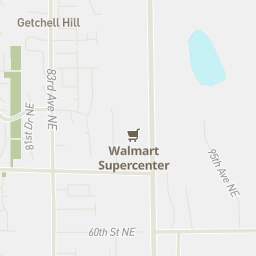 Getchell Hill
83rd Ave NE
81st Dr NE
Walmart
Supercenter
95th Ave NE
60th St NE